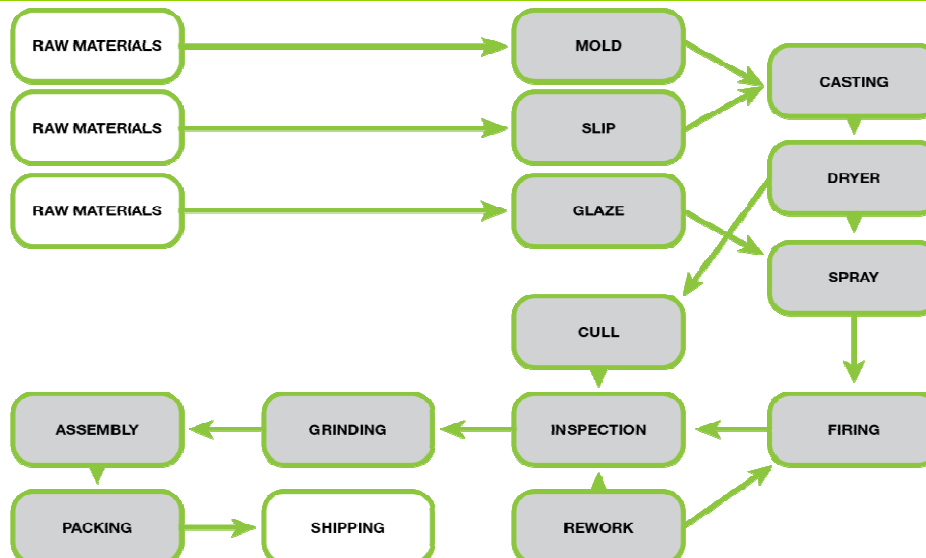 RAW MATERIALS
MOLD
CASTING
RAW MATERIALS
SLIP
DRYER
RAW MATERIALS
GLAZE
SPRAY
CULL
ASSEMBLY
GRINDING
INSPECTION
FIRING
PACKING
SHIPPING
REWORK